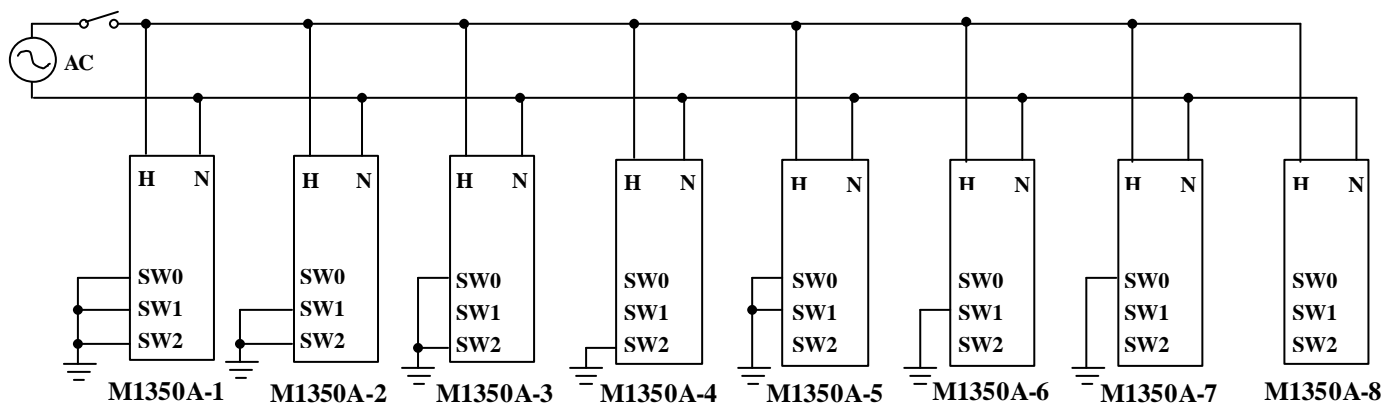 AC
H N
H N
H N
H N
H N
H N
H N
H N
SW0
SW1
SW2
SW0
SW1
SW2
SW0
SW1
SW2
SW0
SW1
SW2
SW0
SW1
SW2
SW0
SW1
SW2
SW0
SW1
SW2
SW0
SW1
SW2
M1350A-1
M1350A-2
M1350A-3
M1350A-4
M1350A-5
M1350A-6
M1350A-7
M1350A-8